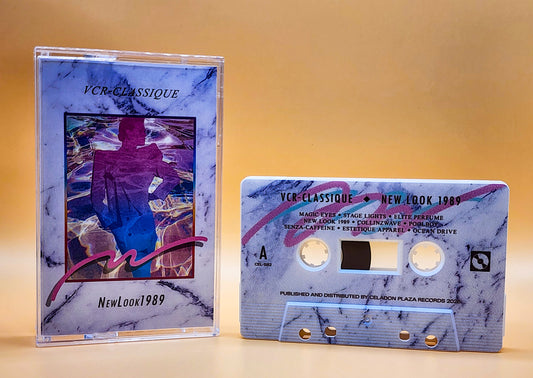 VCR-CLASSIQUE
NEWLOOK1989
VCR-CLASSIQUE ◆ NEW LOOK 1989
MAGIC EYES • STAGE LIGHTS • ELITE PERFUME
NEW LOOK 1989 • COLLINZWAVE • POOLSIDE
SENZA-CAFFEINE • ESTETIQUE APPAREL • OCEAN DRIVE
A
PUBLISHED AND DISTRIBUTED BY CELADON PLAZA RECORDS